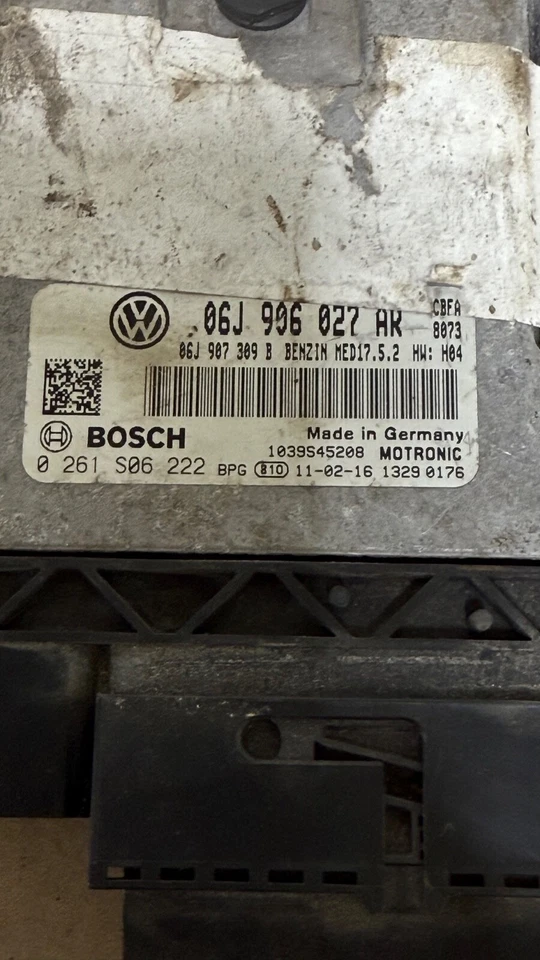 06J 906 027 AR CBFA
8073
06J 907 309 B BENZIN MED17.5.2 HW: H04
BOSCH Made in Germany
1039S45208 MOTRONIC
0 261 S06 222 BPG 810 11-02-16 1329 0176